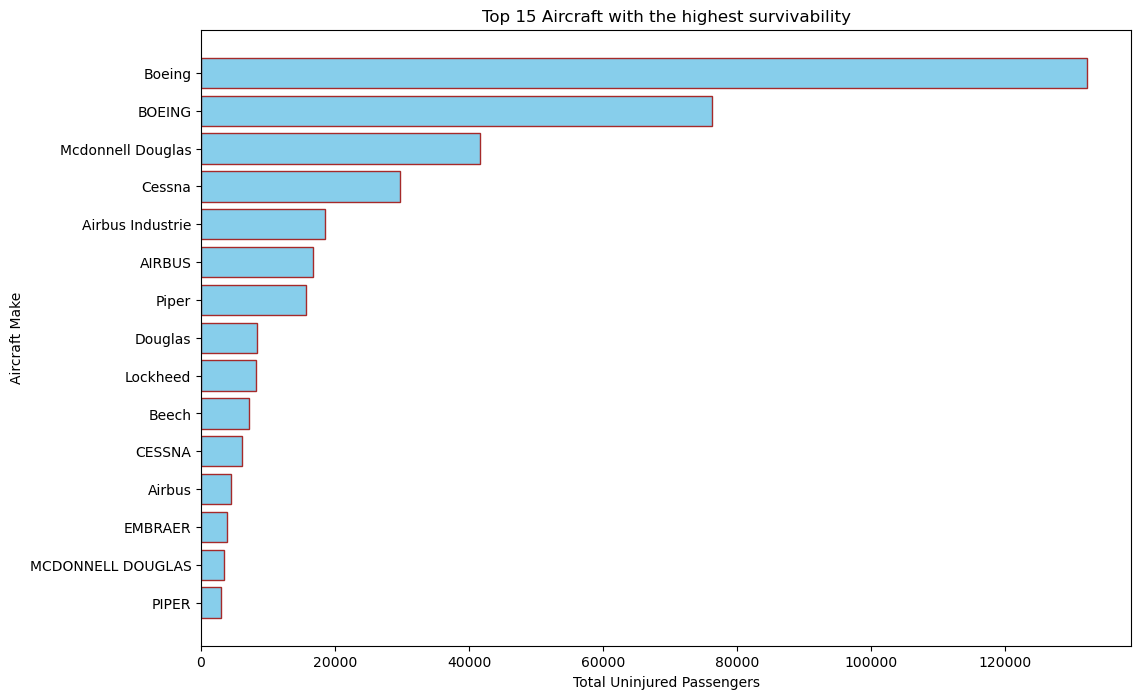 Top 15 Aircraft with the highest survivability
Aircraft Make
Boeing
BOEING
Mcdonnell Douglas
Cessna
Airbus Industrie
AIRBUS
Piper
Douglas
Lockheed
Beech
CESSNA
Airbus
EMBRAER
MCDONNELL DOUGLAS
PIPER
0 20000 40000 60000 80000 100000 120000
Total Uninjured Passengers